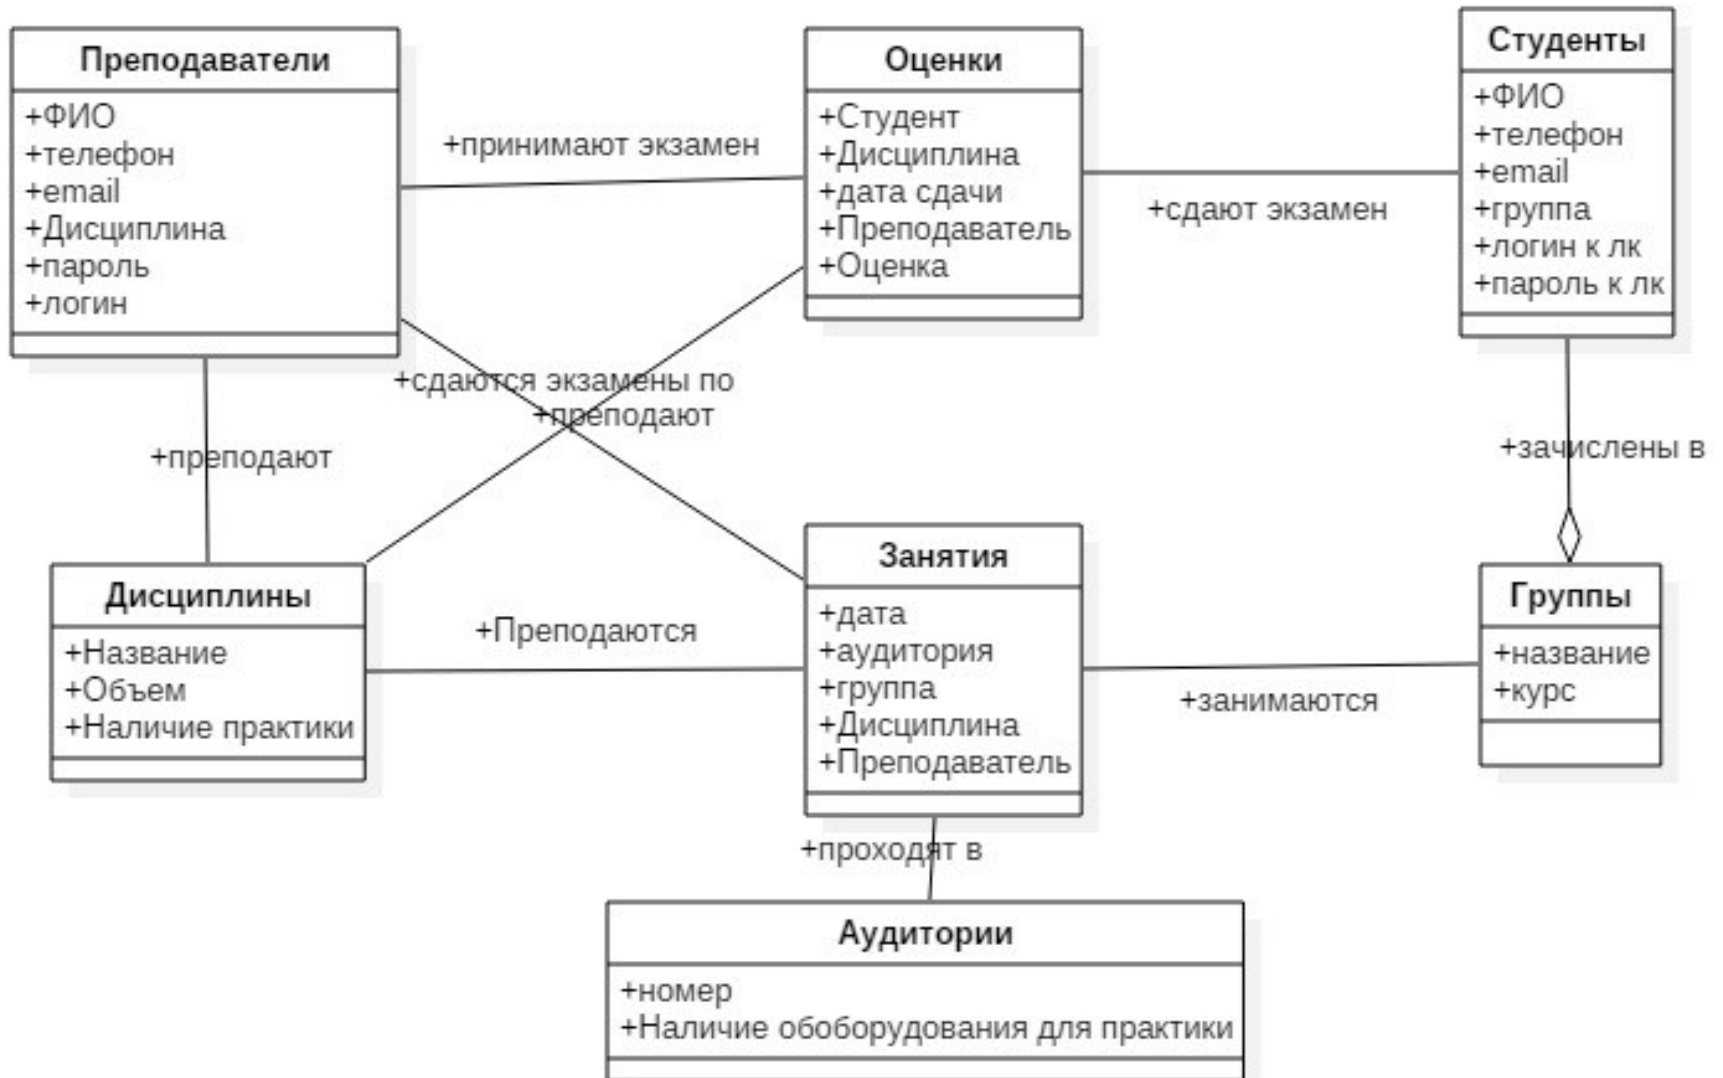 Преподаватели
+ФИО
+телефон
+email
+Дисциплина
+пароль
+логин
+принимают экзамен
Оценки
+Студент
+Дисциплина
+дата сдачи
+Преподаватель
+Оценка
+сдают экзамен
Студенты
+ФИО
+телефон
+email
+группа
+логин к лк
+пароль к лк
+сдаются экзамены по
+преподают
+преподают
+зачислены в
Дисциплины
+Название
+Объем
+Наличие практики
+Преподаются
Занятия
+дата
+аудитория
+группа
+Дисциплина
+Преподаватель
+занимаются
Группы
+название
+курс
+проходят в
Аудитории
+номер
+Наличие обоборудования для практики